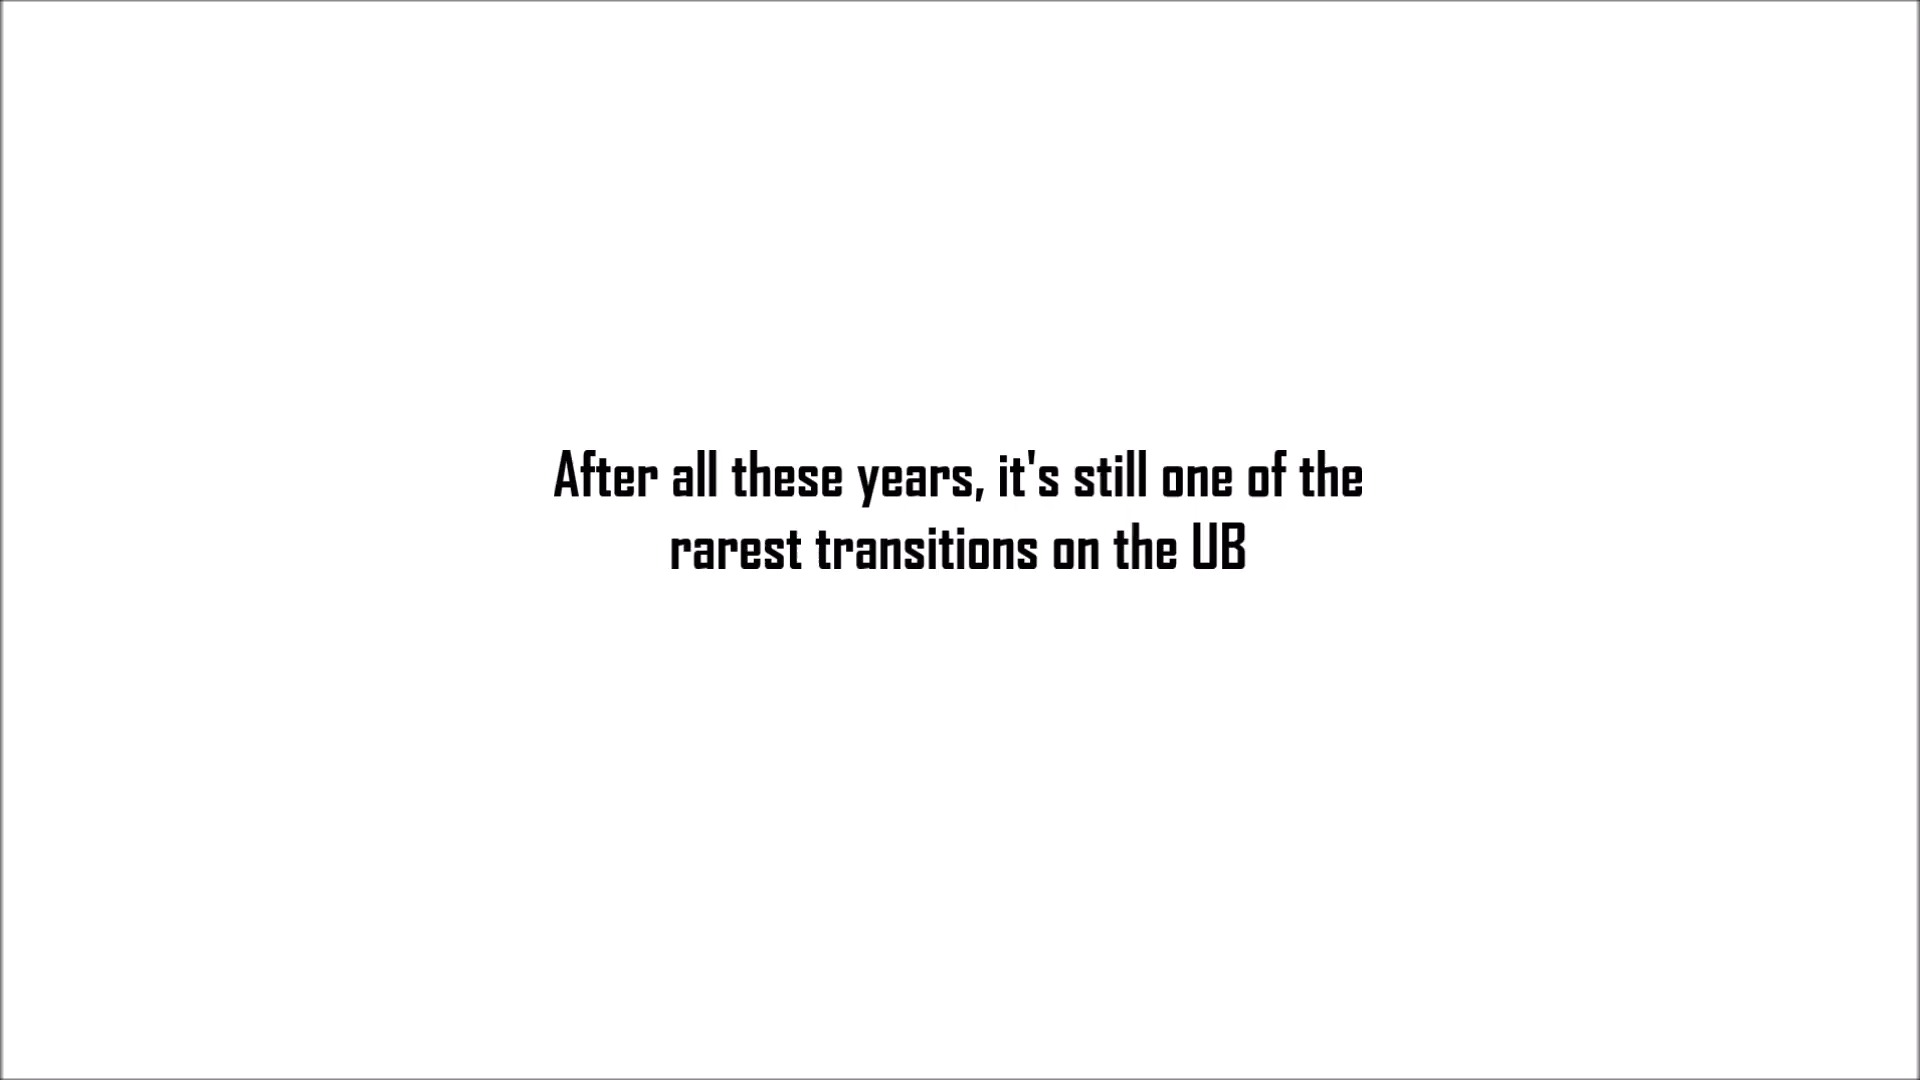 After all these years, it's still one of the
rarest transitions on the UB